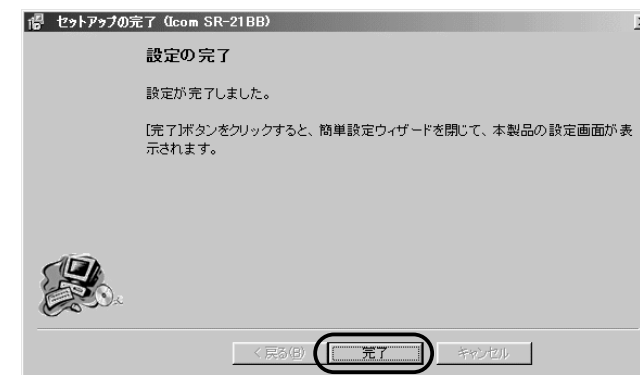 セットアップの完了 (Icom SR-21BB)
設定の完了
設定が完了しました。
[完了]ボタンをクリックすると、簡単設定ウィザードを閉じて、本製品の設定画面が表
示されます。
< 戻る(B)
完了
キャンセル